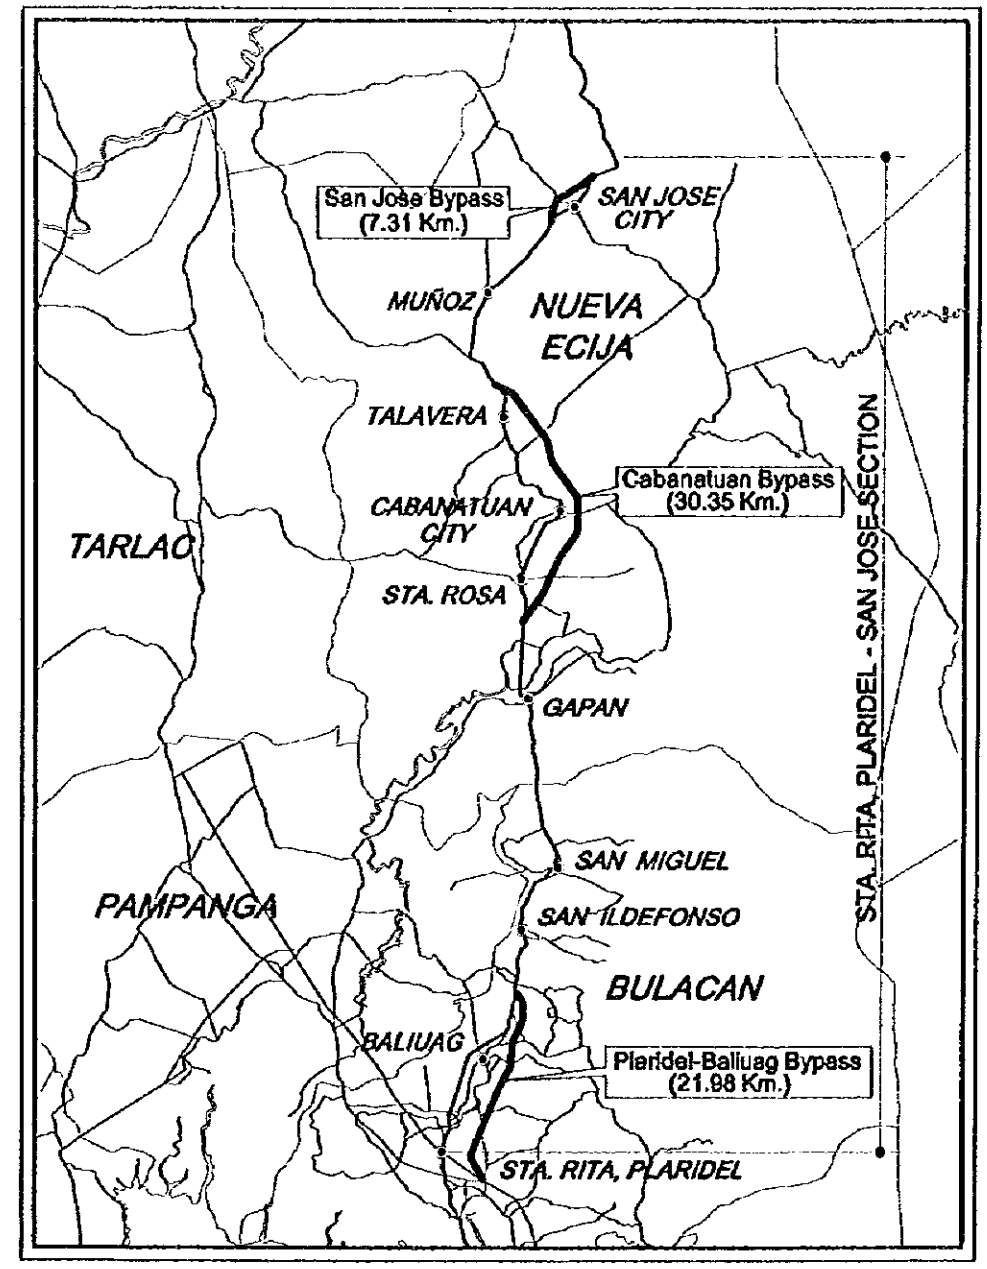 San Jose Bypass
(7.31 Km.)
SAN JOSE
CITY
MUÑOZ
NUEVA
ECIJA
TALAVERA
Cabanatuan Bypass
(30.35 Km.)
CABANATUAN
CITY
TARLAC
STA. ROSA
STA. RITA, PLARIDEL - SAN JOSE SECTION
GAPAN
SAN MIGUEL
PAMPANGA
SAN ILDEFONSO
BULACAN
BALIUAG
Plaridel-Baliuag Bypass
(21.98 Km.)
STA. RITA, PLARIDEL